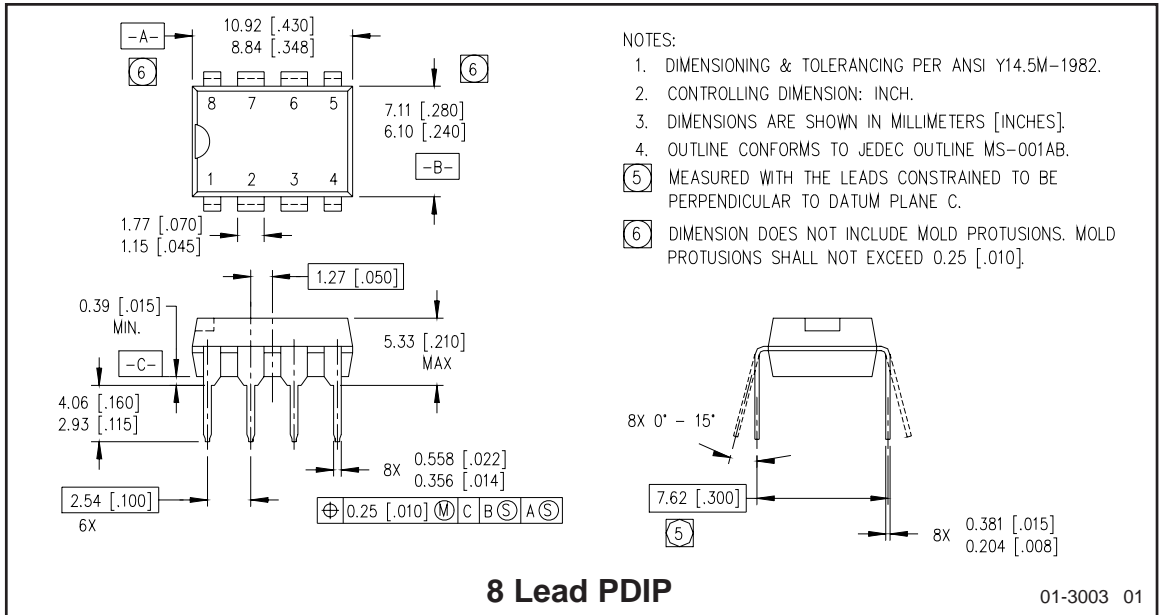 -A-
10.92 [.430]
8.84 [.348]
6
6
8 7 6 5
1 2 3 4
7.11 [.280]
6.10 [.240]
-B-
1.77 [.070]
1.15 [.045]
1.27 [.050]
0.39 [.015]
MIN.
-C-
5.33 [.210]
MAX
4.06 [.160]
2.93 [.115]
8X 0.558 [.022]
0.356 [.014]
2.54 [.100]
6X
⌖ 0.25 [.010] Ⓜ C B Ⓢ A Ⓢ
NOTES:
1. DIMENSIONING & TOLERANCING PER ANSI Y14.5M-1982.
2. CONTROLLING DIMENSION: INCH.
3. DIMENSIONS ARE SHOWN IN MILLIMETERS [INCHES].
4. OUTLINE CONFORMS TO JEDEC OUTLINE MS-001AB.
5 MEASURED WITH THE LEADS CONSTRAINED TO BE
PERPENDICULAR TO DATUM PLANE C.
6 DIMENSION DOES NOT INCLUDE MOLD PROTUSIONS. MOLD
PROTUSIONS SHALL NOT EXCEED 0.25 [.010].
8X 0° - 15°
7.62 [.300]
5
8X 0.381 [.015]
0.204 [.008]
8 Lead PDIP
01-3003 01